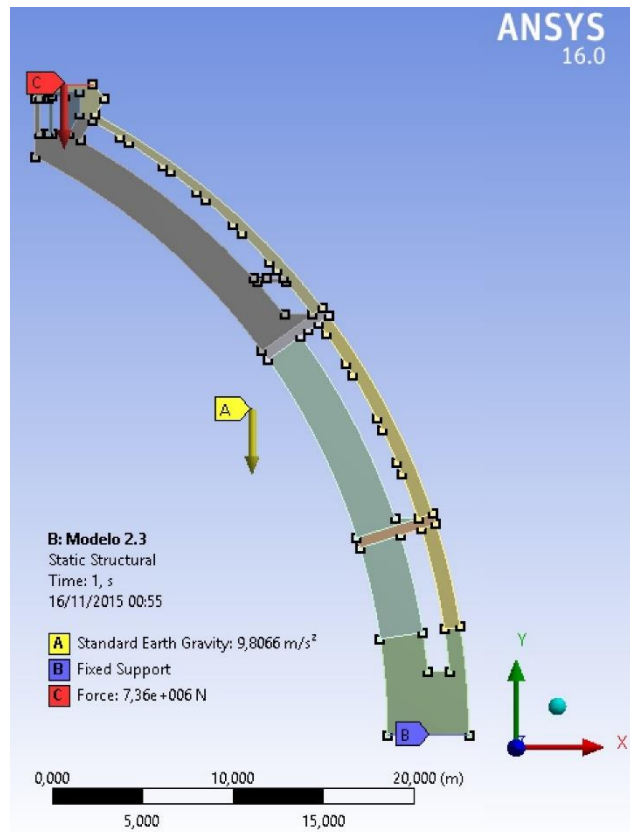 ANSYS
16.0
C
A
B: Modelo 2.3
Static Structural
Time: 1, s
16/11/2015 00:55
A Standard Earth Gravity: 9,8066 m/s²
B Fixed Support
C Force: 7,36e+006 N
B
Y
X
0,000 10,000 20,000 (m)
5,000 15,000